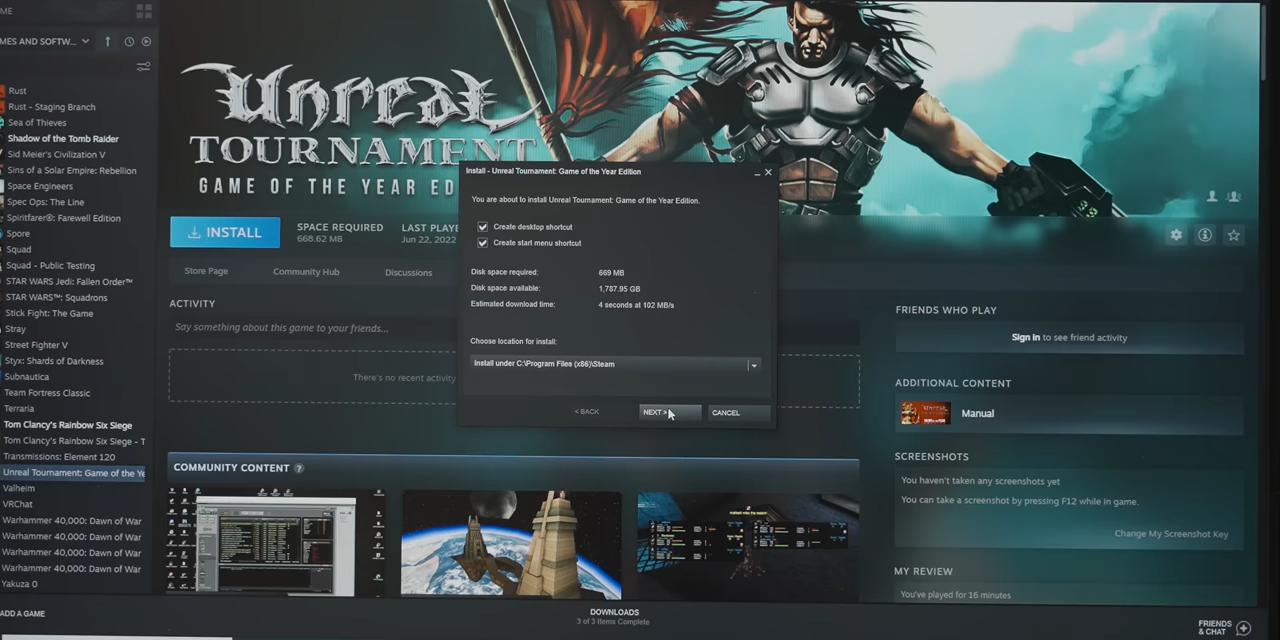 ME
MES AND SOFTW...
Rust
Rust - Staging Branch
Sea of Thieves
Shadow of the Tomb Raider
Sid Meier's Civilization V
Sins of a Solar Empire: Rebellion
Space Engineers
Spec Ops: The Line
Spiritfarer®: Farewell Edition
Spore
Squad
Squad - Public Testing
STAR WARS Jedi: Fallen Order™
STAR WARS™: Squadrons
Stick Fight: The Game
Stray
Street Fighter V
Styx: Shards of Darkness
Subnautica
Team Fortress Classic
Terraria
Tom Clancy's Rainbow Six Siege
Tom Clancy's Rainbow Six Siege - T
Transmissions: Element 120
Unreal Tournament: Game of the Ye
Valheim
VRChat
Warhammer 40,000: Dawn of War
Warhammer 40,000: Dawn of War
Warhammer 40,000: Dawn of War
Warhammer 40,000: Dawn of War
Yakuza 0
ADD A GAME
Unreal
TOURNAMENT
GAME OF THE YEAR ED
INSTALL
SPACE REQUIRED
668.62 MB
LAST PLAYE
Jun 22, 2022
Store Page
Community Hub
Discussions
ACTIVITY
Say something about this game to your friends...
There's no recent activity
Install - Unreal Tournament: Game of the Year Edition
You are about to install Unreal Tournament: Game of the Year Edition.
Create desktop shortcut
Create start menu shortcut
Disk space required: 669 MB
Disk space available: 1,787.95 GB
Estimated download time: 4 seconds at 102 MB/s
Choose location for install:
Install under C:\Program Files (x86)\Steam
< BACK
NEXT >
CANCEL
COMMUNITY CONTENT ?
FRIENDS WHO PLAY
Sign in to see friend activity
ADDITIONAL CONTENT
Manual
SCREENSHOTS
You haven't taken any screenshots yet
You can take a screenshot by pressing F12 while in game.
Change My Screenshot Key
MY REVIEW
You've played for 16 minutes
DOWNLOADS
3 of 3 Items Complete
FRIENDS
& CHAT